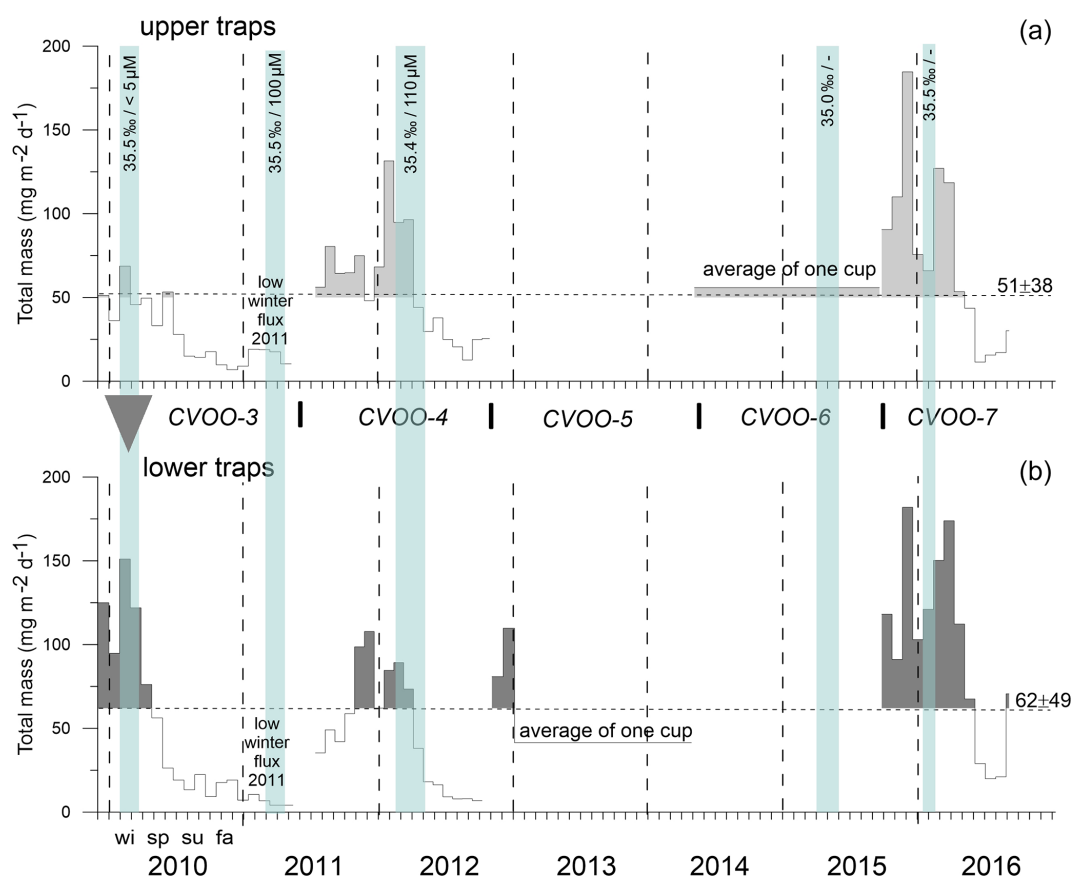 upper traps
(a)
200
150
100
50
0
Total mass (mg m⁻² d⁻¹)
35.5 ‰ / < 5 µM
35.5 ‰ / 100 µM
35.4 ‰ / 110 µM
35.0 ‰ / -
35.5 ‰ / -
low
winter
flux
2011
average of one cup
51±38
CVOO-3
CVOO-4
CVOO-5
CVOO-6
CVOO-7
lower traps
(b)
200
150
100
50
0
Total mass (mg m⁻² d⁻¹)
low
winter
flux
2011
average of one cup
62±49
wi sp su fa
2010 2011 2012 2013 2014 2015 2016